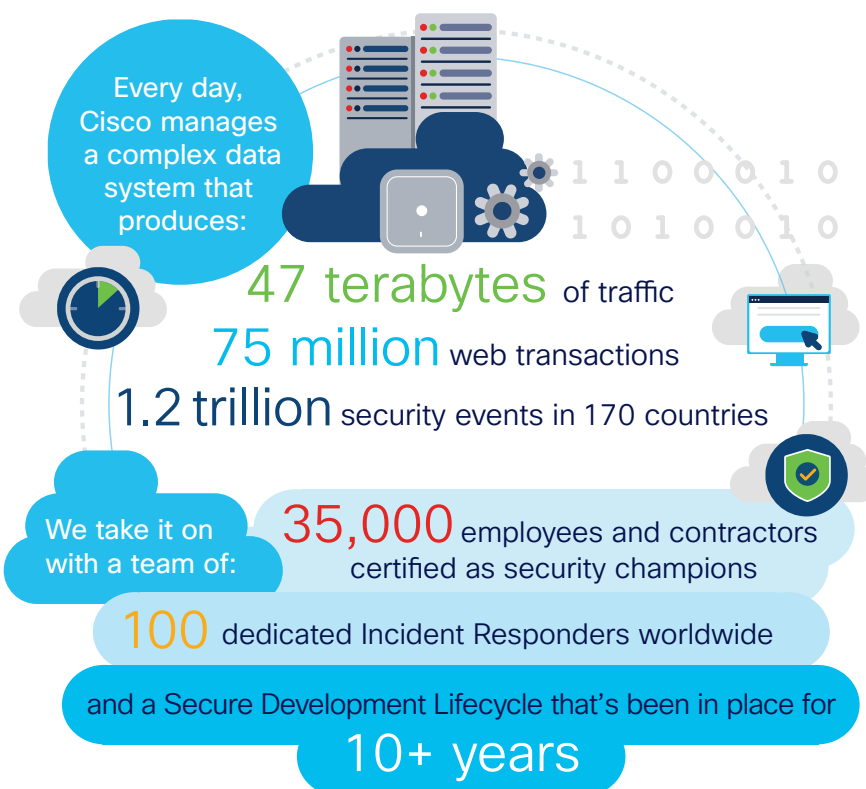 Every day,
Cisco manages
a complex data
system that
produces:
1 1 0 0 0 1 0
1 0 1 0 0 1 0
47 terabytes of traffic
75 million web transactions
1.2 trillion security events in 170 countries
We take it on
with a team of:
35,000 employees and contractors
certified as security champions
100 dedicated Incident Responders worldwide
and a Secure Development Lifecycle that's been in place for
10+ years